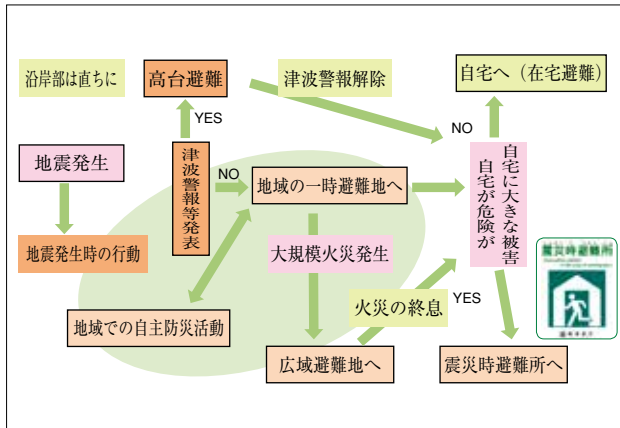 沿岸部は直ちに
高台避難
津波警報解除
自宅へ（在宅避難）
YES
NO
地震発生
津波警報等発表
NO
地域の一時避難地へ
自宅に大きな被害
自宅が危険が
地震発生時の行動
大規模火災発生
震災時避難所
地域での自主防災活動
火災の終息
YES
広域避難地へ
震災時避難所へ